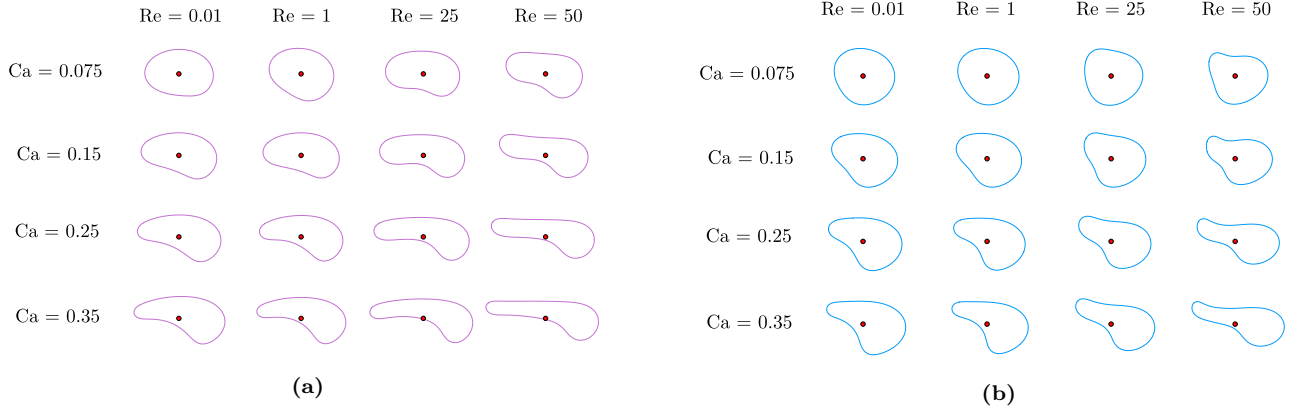 Re = 0.01 Re = 1 Re = 25 Re = 50
Ca = 0.075
Ca = 0.15
Ca = 0.25
Ca = 0.35
(a)
Re = 0.01 Re = 1 Re = 25 Re = 50
Ca = 0.075
Ca = 0.15
Ca = 0.25
Ca = 0.35
(b)